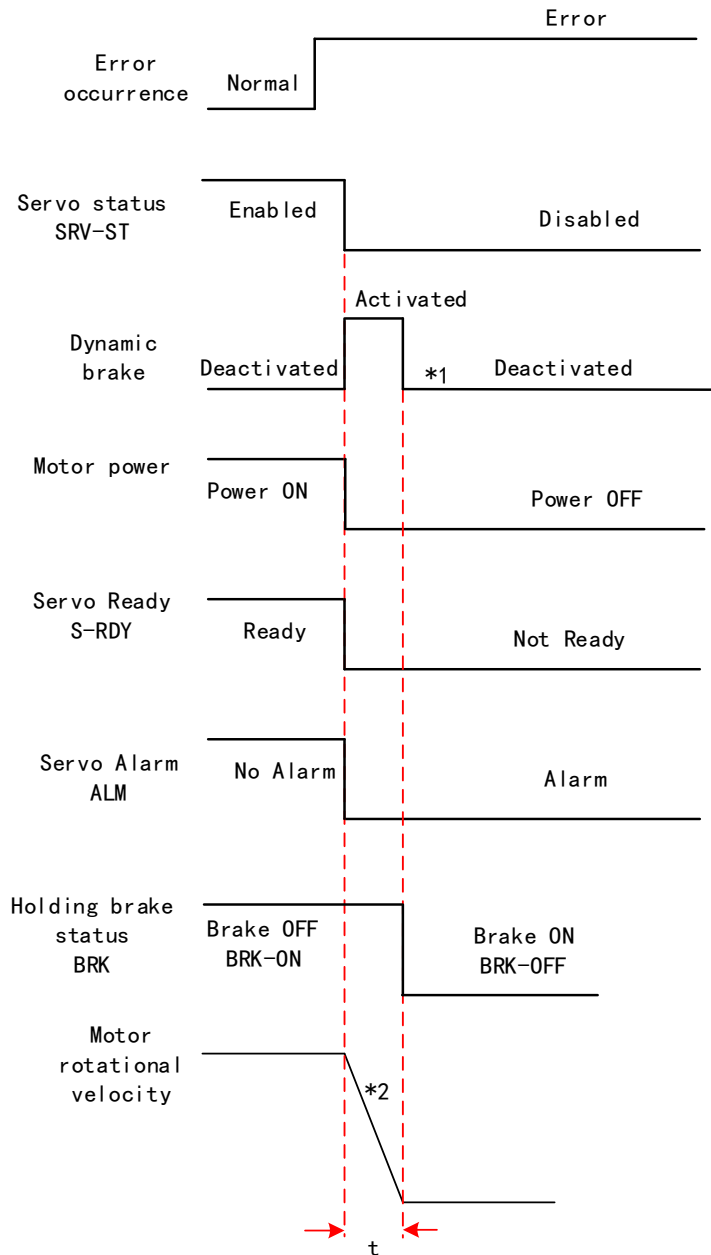 Error
Error
occurrence
Normal
Servo status
SRV-ST
Enabled
Disabled
Activated
Dynamic
brake
Deactivated
*1
Deactivated
Motor power
Power ON
Power OFF
Servo Ready
S-RDY
Ready
Not Ready
Servo Alarm
ALM
No Alarm
Alarm
Holding brake
status
BRK
Brake OFF
BRK-ON
Brake ON
BRK-OFF
Motor
rotational
velocity
*2
t